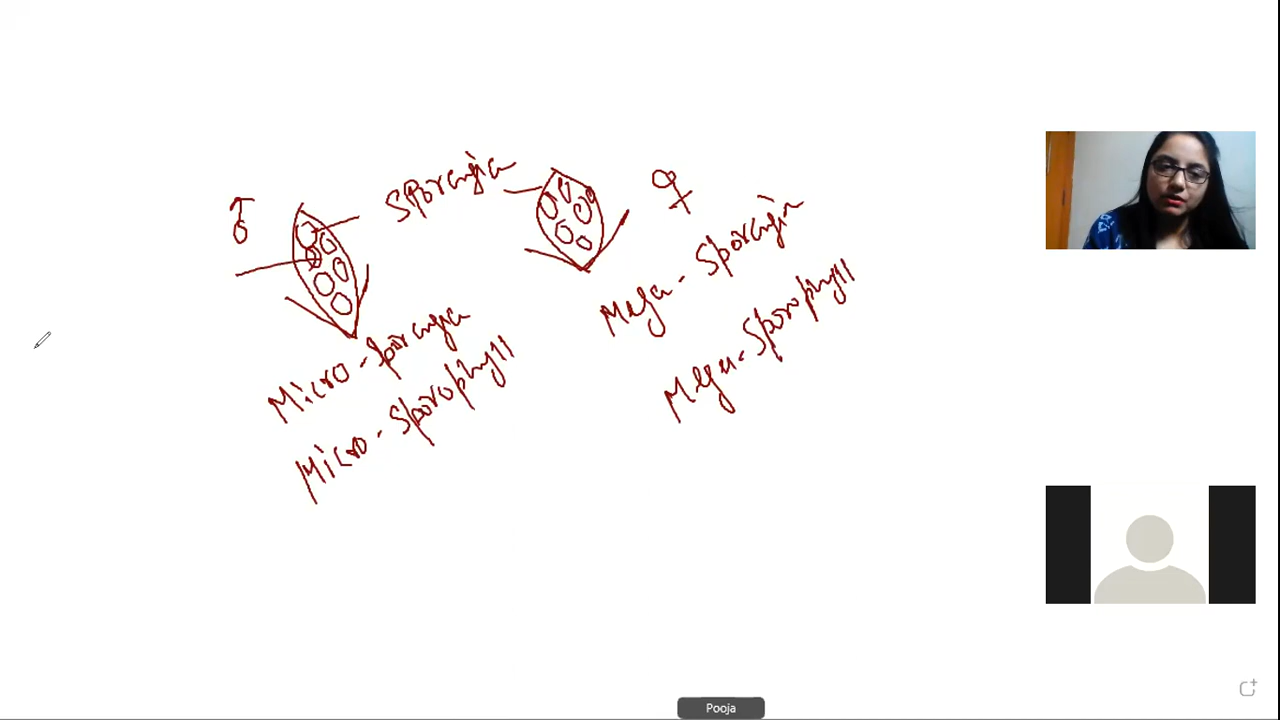 ♂
Sporangia
♀
Micro-Sporangia
Micro-Sporophyll
Mega-Sporangia
Mega-Sporophyll
Pooja